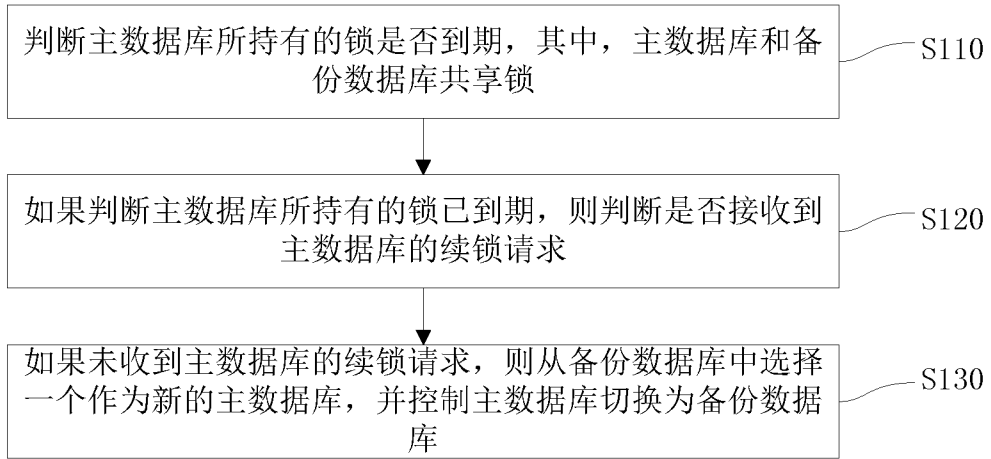 判断主数据库所持有的锁是否到期，其中，主数据库和备
份数据库共享锁
S110
如果判断主数据库所持有的锁已到期，则判断是否接收到
主数据库的续锁请求
S120
如果未收到主数据库的续锁请求，则从备份数据库中选择
一个作为新的主数据库，并控制主数据库切换为备份数据
库
S130